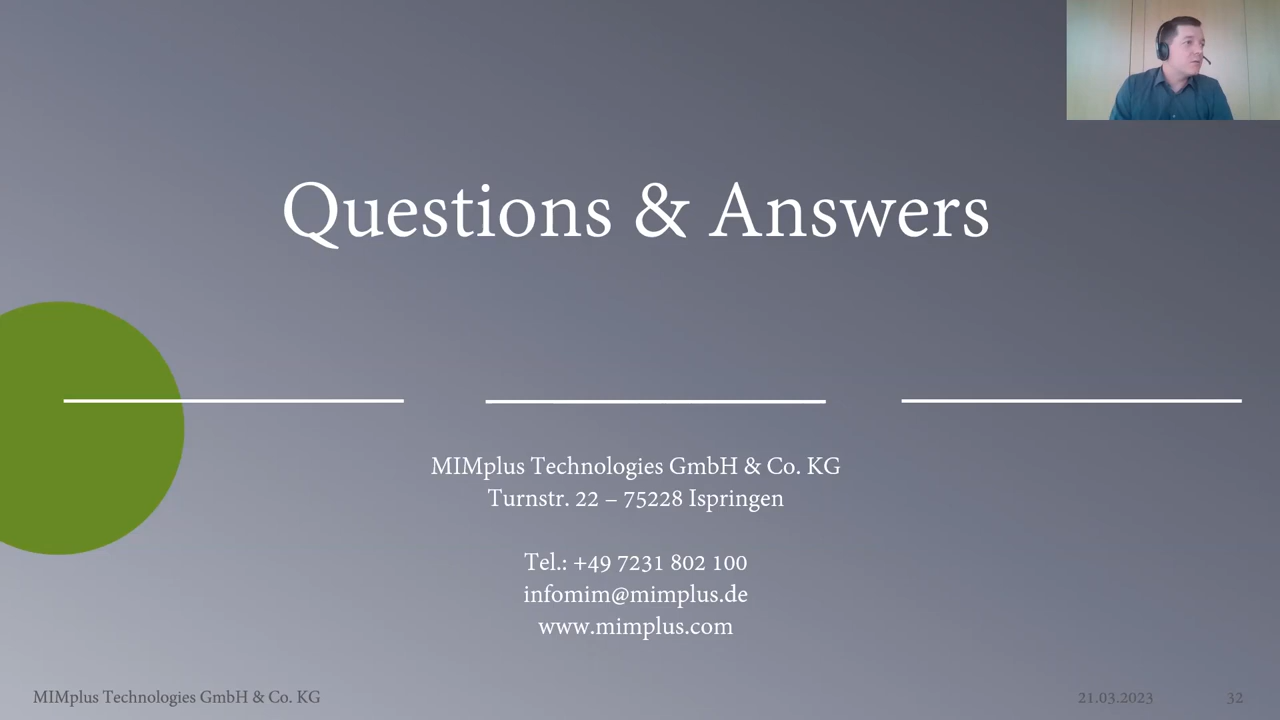 Questions & Answers
MIMplus Technologies GmbH & Co. KG
Turnstr. 22 – 75228 Ispringen
Tel.: +49 7231 802 100
infomim@mimplus.de
www.mimplus.com
MIMplus Technologies GmbH & Co. KG
21.03.2023
32